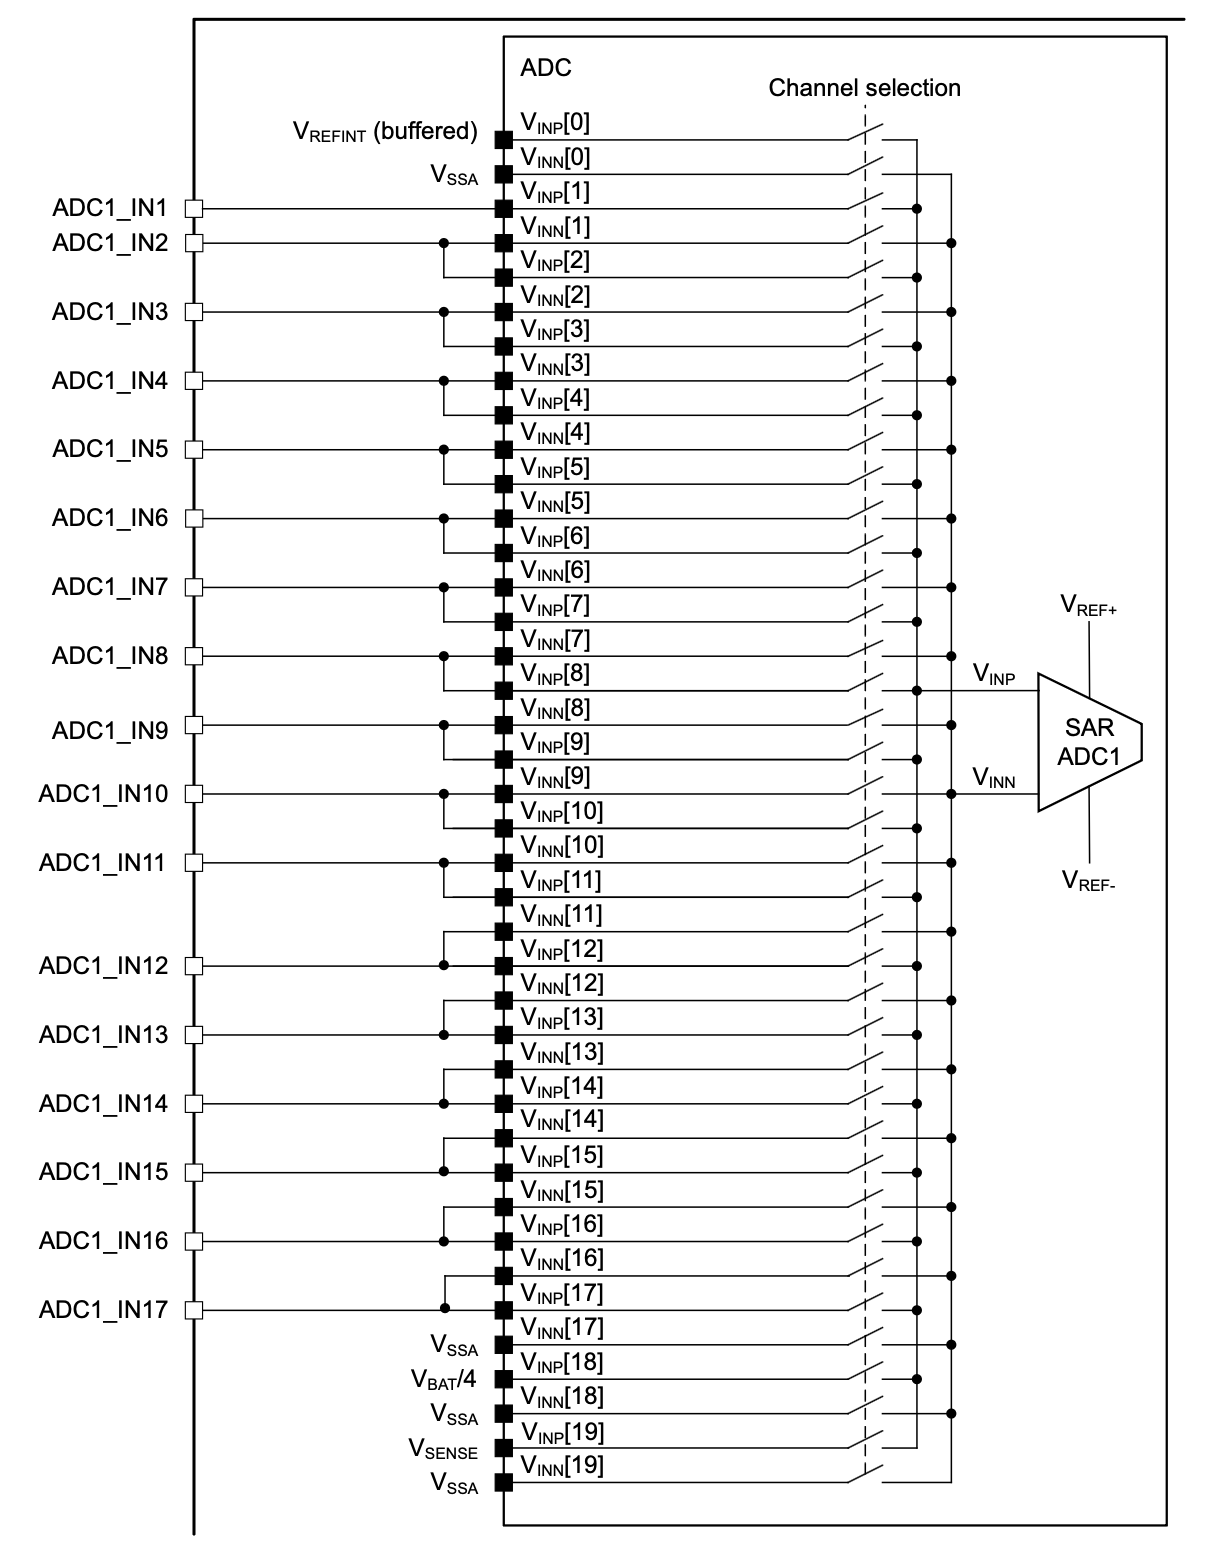 ADC
Channel selection
VREFINT (buffered)
VINP[0]
VSSA
VINN[0]
ADC1_IN1
VINP[1]
ADC1_IN2
VINN[1]
VINP[2]
ADC1_IN3
VINN[2]
VINP[3]
ADC1_IN4
VINN[3]
VINP[4]
ADC1_IN5
VINN[4]
VINP[5]
ADC1_IN6
VINN[5]
VINP[6]
ADC1_IN7
VINN[6]
VINP[7]
VREF+
ADC1_IN8
VINN[7]
VINP[8]
VINP
ADC1_IN9
VINN[8]
VINP[9]
SAR
ADC1
ADC1_IN10
VINN[9]
VINN
VINP[10]
ADC1_IN11
VINN[10]
VINP[11]
VREF-
VINN[11]
ADC1_IN12
VINP[12]
VINN[12]
ADC1_IN13
VINP[13]
VINN[13]
ADC1_IN14
VINP[14]
VINN[14]
ADC1_IN15
VINP[15]
VINN[15]
ADC1_IN16
VINP[16]
VINN[16]
ADC1_IN17
VINP[17]
VSSA
VINN[17]
VBAT/4
VINP[18]
VSSA
VINN[18]
VSENSE
VINP[19]
VSSA
VINN[19]